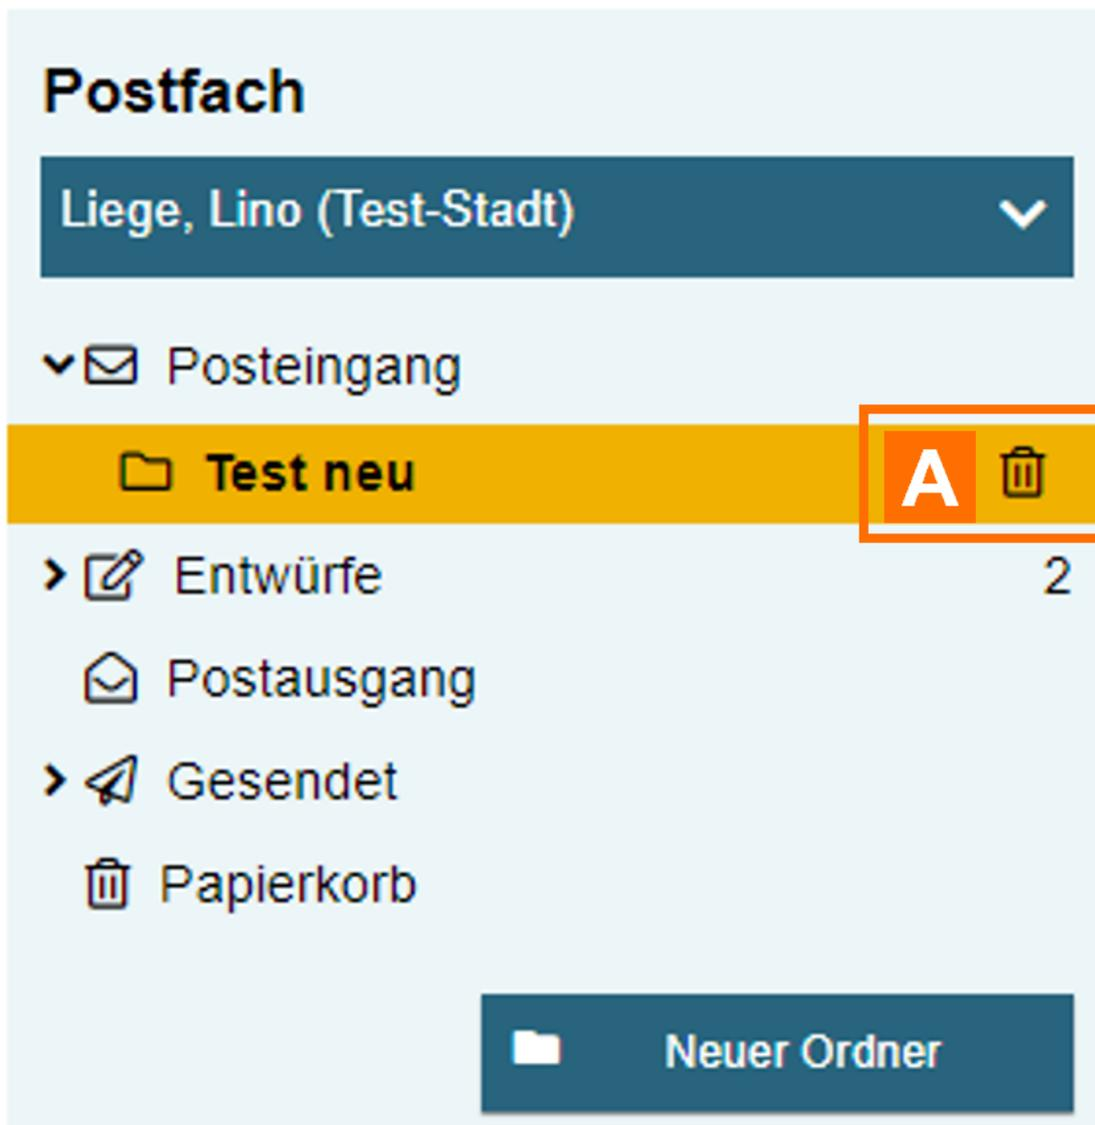 Postfach
Liege, Lino (Test-Stadt)
Posteingang
Test neu A
Entwürfe 2
Postausgang
Gesendet
Papierkorb
Neuer Ordner